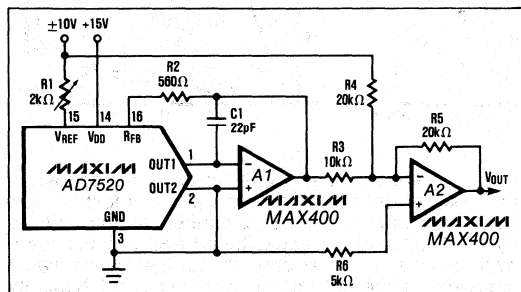 ±10V +15V
R1
2kΩ
R2
560Ω
R4
20kΩ
15 14 16
VREF VDD RFB
C1
22pF
R5
20kΩ
MAXIM
AD7520
OUT1 1
OUT2 2
A1
R3
10kΩ
A2
VOUT
MAXIM
MAX400
MAXIM
MAX400
GND
3
R6
5kΩ